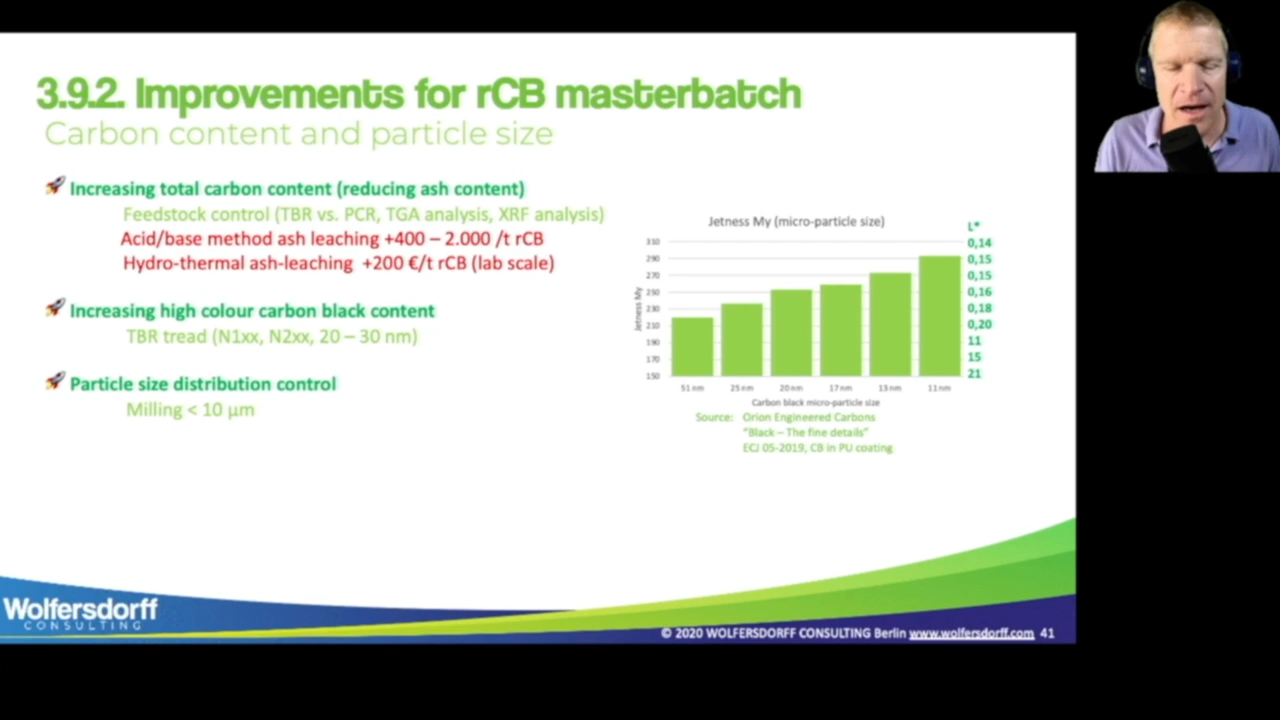 3.9.2. Improvements for rCB masterbatch
Carbon content and particle size
Increasing total carbon content (reducing ash content)
Feedstock control (TBR vs. PCR, TGA analysis, XRF analysis)
Acid/base method ash leaching +400 – 2.000 /t rCB
Hydro-thermal ash-leaching +200 €/t rCB (lab scale)
Increasing high colour carbon black content
TBR tread (N1xx, N2xx, 20 – 30 nm)
Particle size distribution control
Milling < 10 µm
Jetness My (micro-particle size)
Jetness My
310
290
270
250
230
210
190
170
150
51 nm 25 nm 20 nm 17 nm 13 nm 11 nm
Carbon black micro-particle size
L*
0,14
0,15
0,15
0,16
0,18
0,20
11
15
21
Source: Orion Engineered Carbons
"Black – The fine details"
ECJ 05-2019, CB in PU coating
Wolfersdorff
CONSULTING
© 2020 WOLFERSDORFF CONSULTING Berlin www.wolfersdorff.com 41